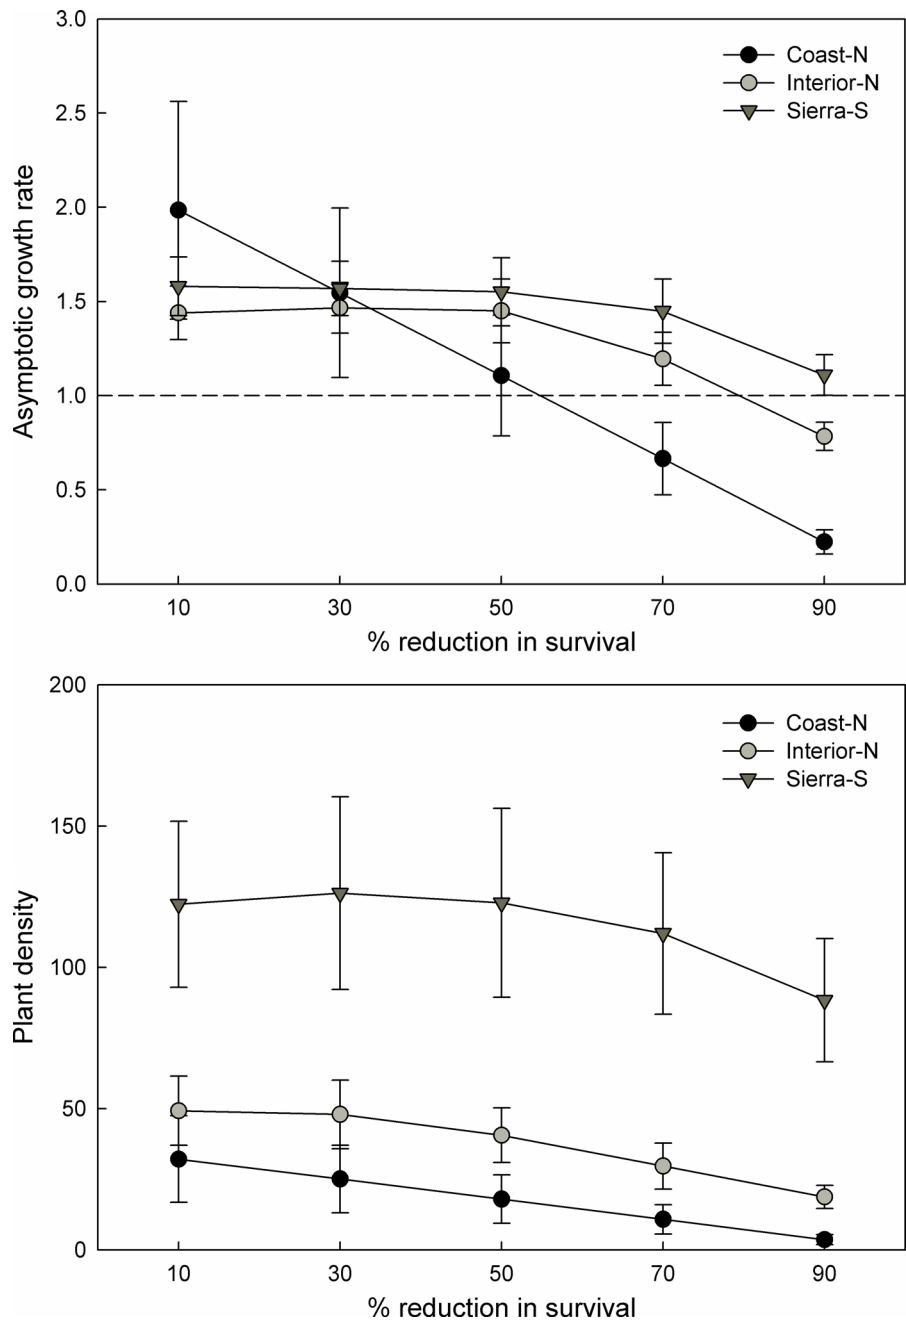 3.0
Coast-N
Interior-N
Sierra-S
2.5
2.0
1.5
1.0
0.5
0.0
Asymptotic growth rate
10 30 50 70 90
% reduction in survival
200
Coast-N
Interior-N
Sierra-S
150
100
50
0
Plant density
10 30 50 70 90
% reduction in survival